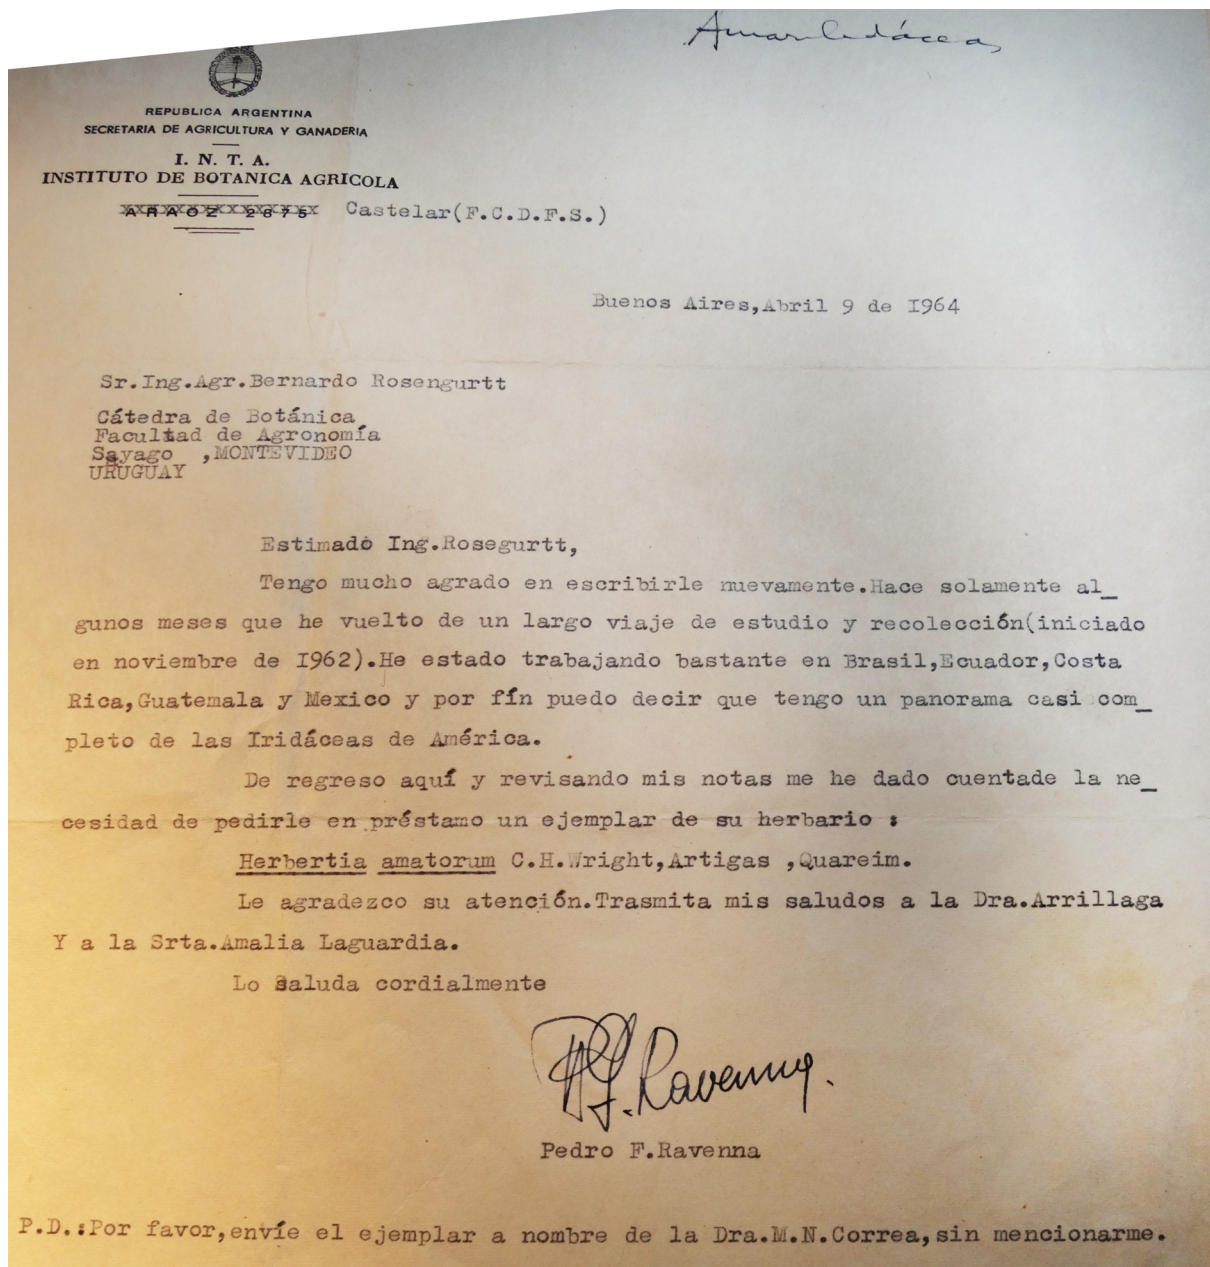 Amarilidáceas
REPUBLICA ARGENTINA
SECRETARIA DE AGRICULTURA Y GANADERIA
I. N. T. A.
INSTITUTO DE BOTANICA AGRICOLA
ARAOZ 2875 Castelar(F.C.D.F.S.)
Buenos Aires,Abril 9 de I964
Sr.Ing.Agr.Bernardo Rosengurtt
Cátedra de Botánica
Facultad de Agronomía
Sayago ,MONTEVIDEO
URUGUAY
Estimado Ing.Rosegurtt,
Tengo mucho agrado en escribirle nuevamente.Hace solamente al_
gunos meses que he vuelto de un largo viaje de estudio y recolección(iniciado
en noviembre de I962).He estado trabajando bastante en Brasil,Ecuador,Costa
Rica,Guatemala y Mexico y por fín puedo decir que tengo un panorama casi com_
pleto de las Iridáceas de América.
De regreso aquí y revisando mis notas me he dado cuentade la ne_
cesidad de pedirle en préstamo un ejemplar de su herbario :
Herbertia amatorum C.H.Wright,Artigas ,Quareim.
Le agradezco su atención.Trasmita mis saludos a la Dra.Arrillaga
Y a la Srta.Amalia Laguardia.
Lo saluda cordialmente
P.F. Ravenna.
Pedro F.Ravenna
P.D.:Por favor,envíe el ejemplar a nombre de la Dra.M.N.Correa,sin mencionarme.